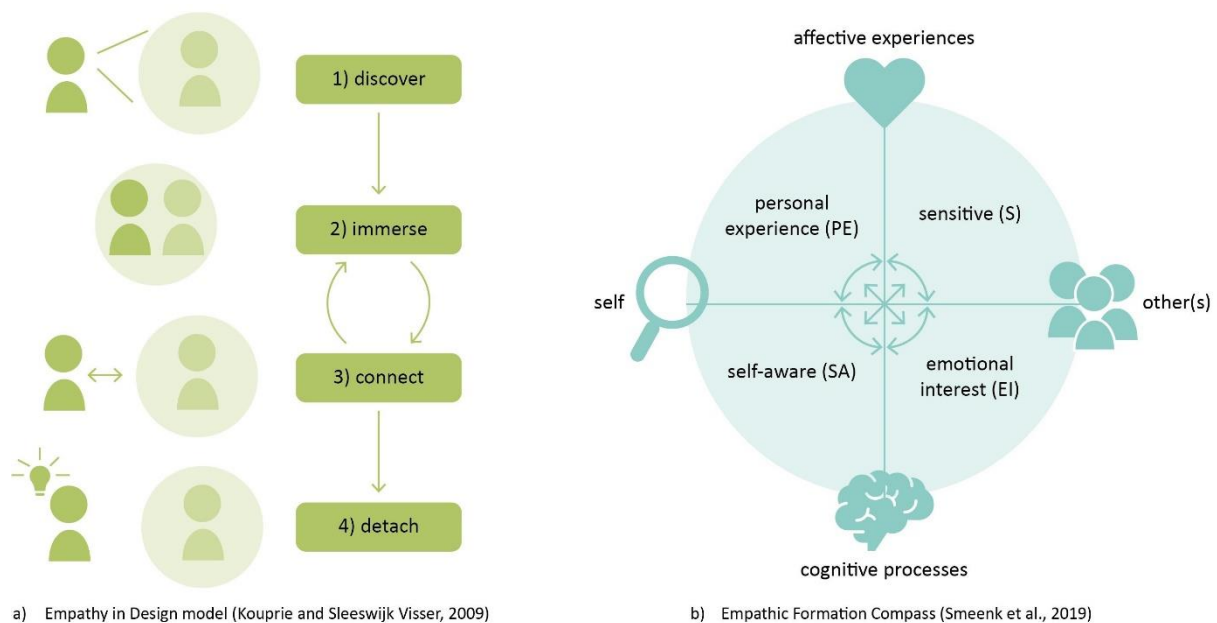 1) discover
2) immerse
3) connect
4) detach
a) Empathy in Design model (Kouprie and Sleeswijk Visser, 2009)
affective experiences
personal
experience (PE)
sensitive (S)
self
other(s)
self-aware (SA)
emotional
interest (EI)
cognitive processes
b) Empathic Formation Compass (Smeenk et al., 2019)